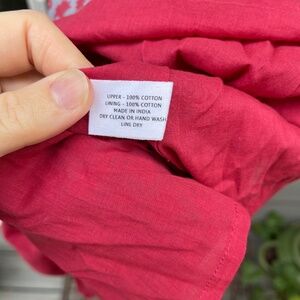 UPPER - 100% COTTON
LINING - 100% COTTON
MADE IN INDIA
DRY CLEAN OR HAND WASH
LINE DRY